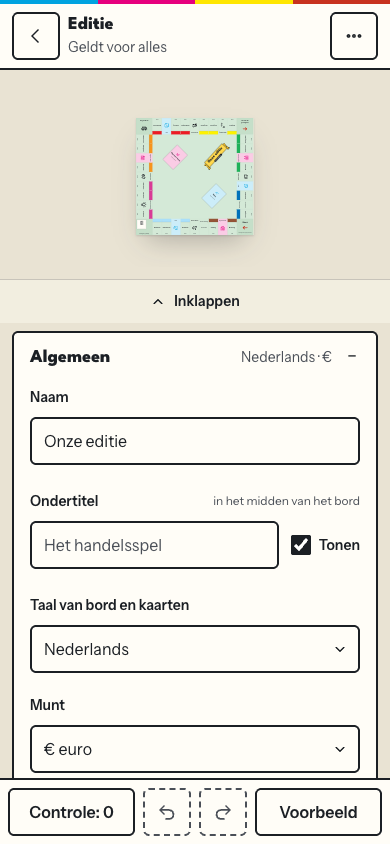 Editie
Geldt voor alles
Inklappen
Algemeen
Nederlands · €
Naam
Onze editie
Ondertitel
in het midden van het bord
Het handelsspel
Tonen
Taal van bord en kaarten
Nederlands
Munt
€ euro
Controle: 0
Voorbeeld